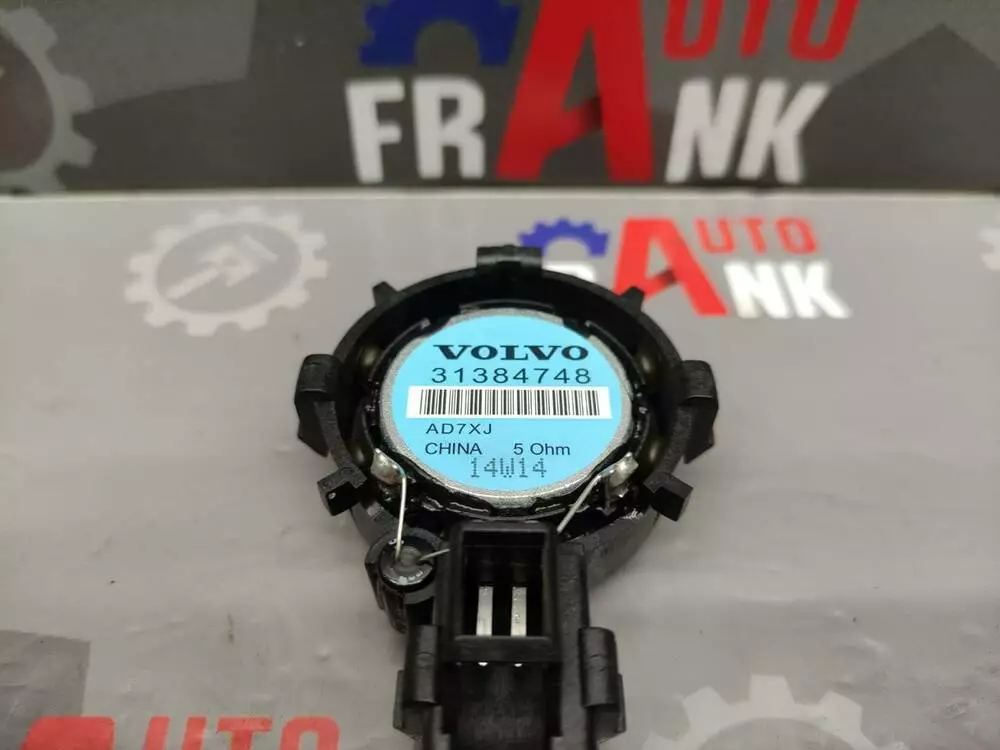 AUTO
FRANK
AUTO
FRANK
VOLVO
31384748
AD7XJ
CHINA 5 Ohm
14W14
AUTO